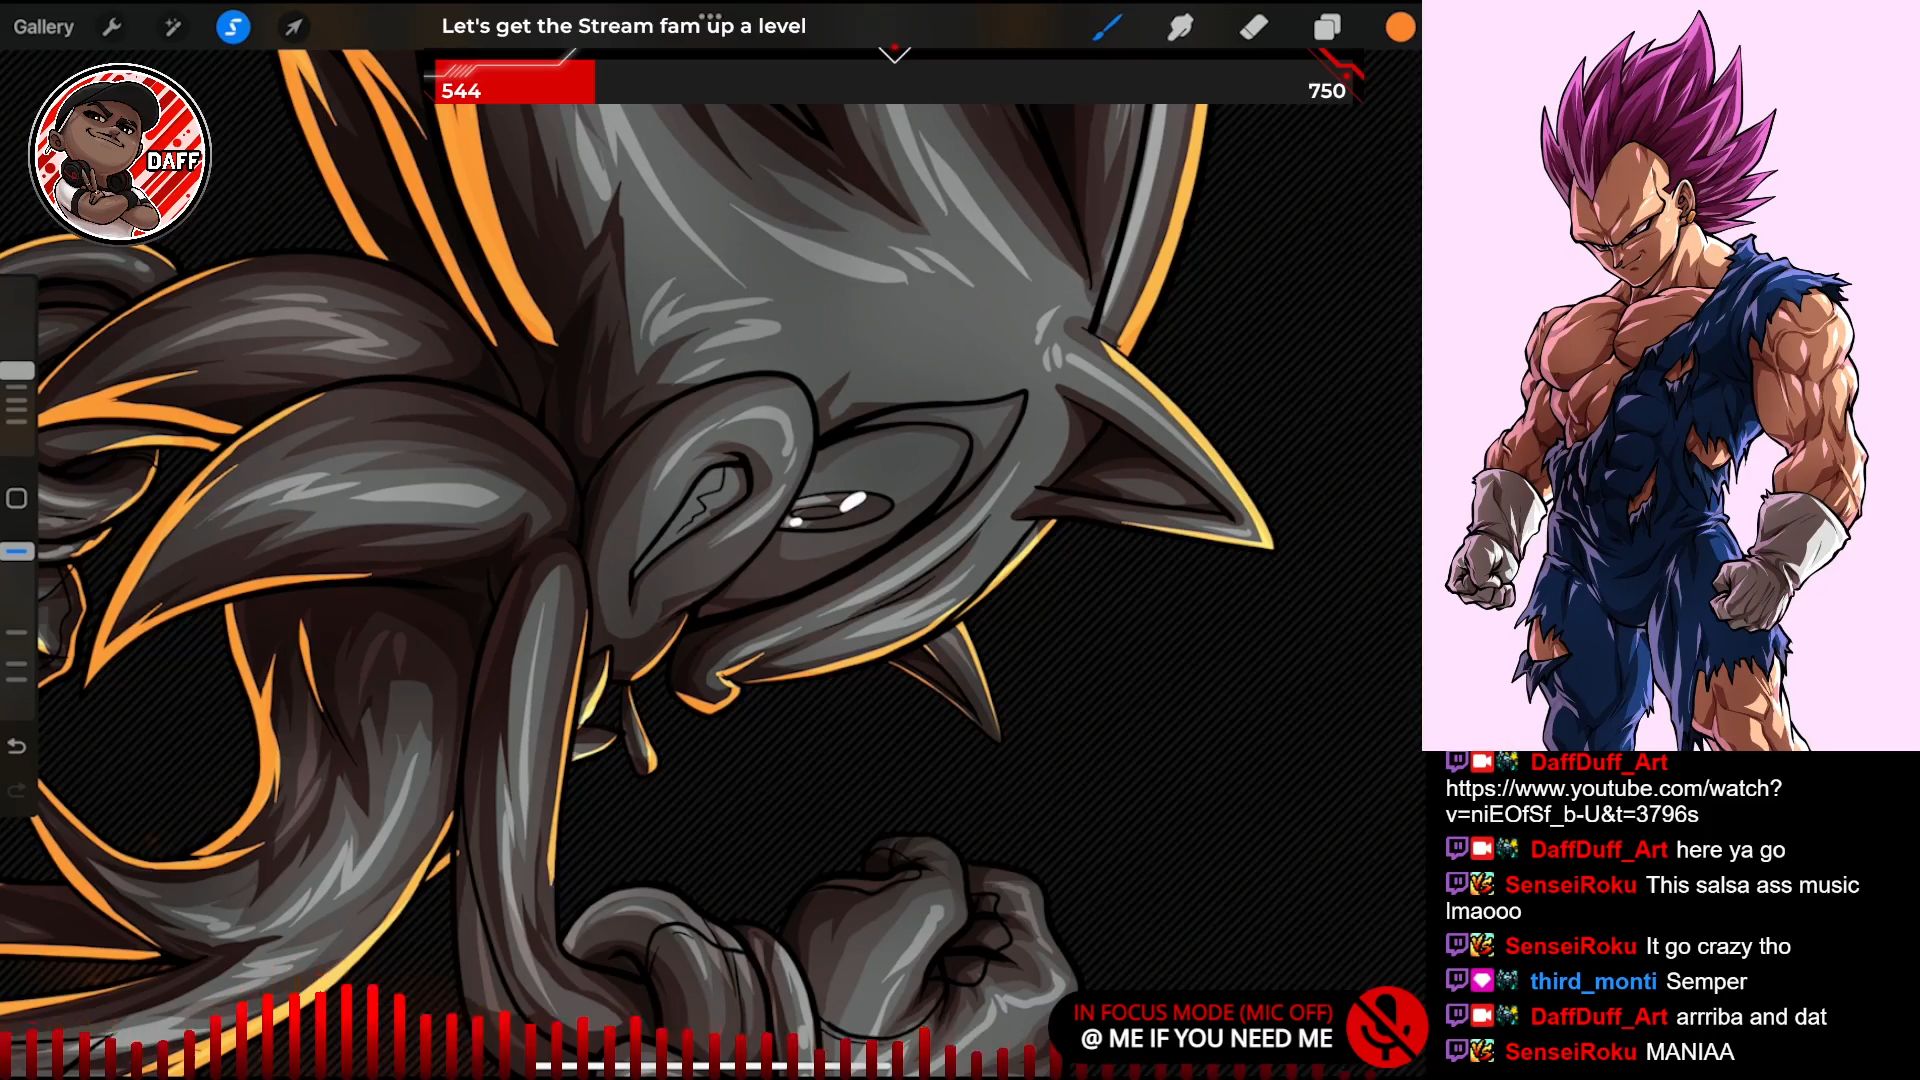 Gallery
Let's get the Stream fam up a level
544
750
DAFF
DaffDuff_Art
https://www.youtube.com/watch?
v=niEOfSf_b-U&t=3796s
DaffDuff_Art here ya go
SenseiRoku This salsa ass music
lmaooo
SenseiRoku It go crazy tho
third_monti Semper
DaffDuff_Art arrriba and dat
SenseiRoku MANIAA
IN FOCUS MODE (MIC OFF)
@ ME IF YOU NEED ME